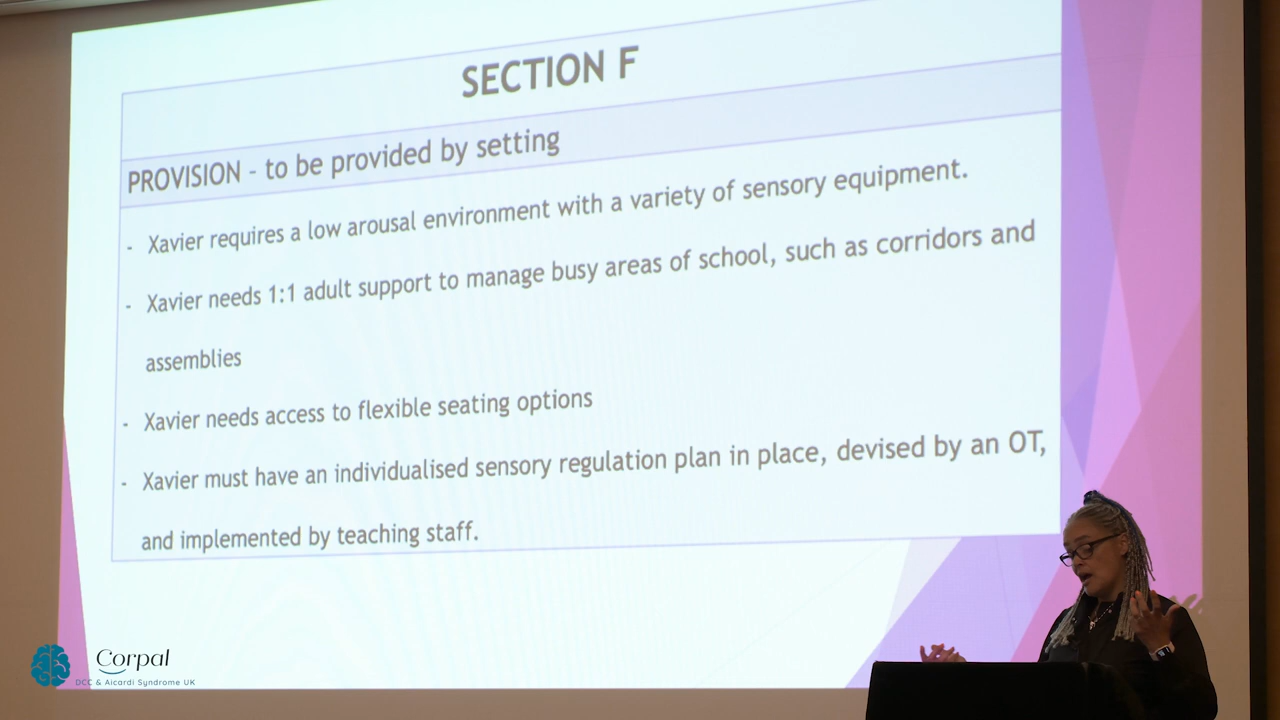 SECTION F
PROVISION - to be provided by setting
- Xavier requires a low arousal environment with a variety of sensory equipment.
- Xavier needs 1:1 adult support to manage busy areas of school, such as corridors and
assemblies
- Xavier needs access to flexible seating options
- Xavier must have an individualised sensory regulation plan in place, devised by an OT,
and implemented by teaching staff.
Corpal
DCC & Aicardi Syndrome UK